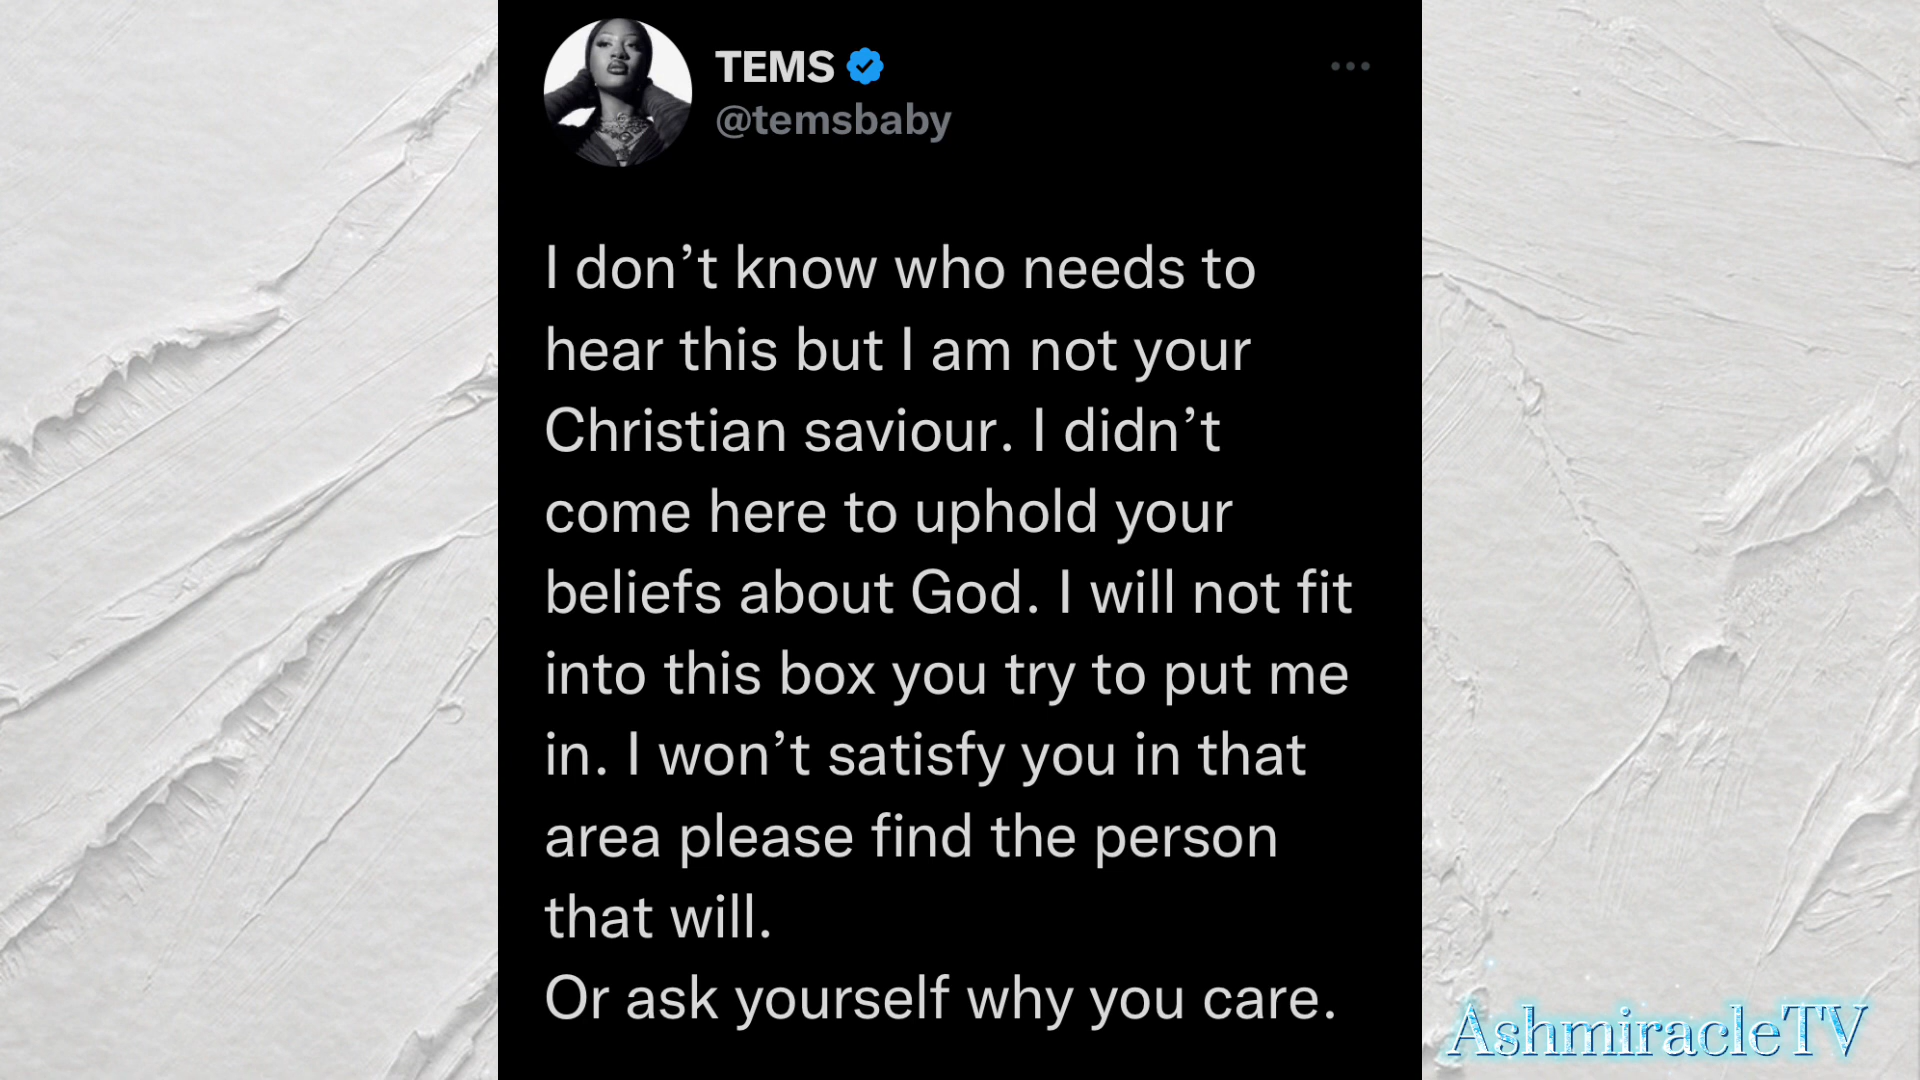 TEMS
@temsbaby
I don’t know who needs to
hear this but I am not your
Christian saviour. I didn’t
come here to uphold your
beliefs about God. I will not fit
into this box you try to put me
in. I won’t satisfy you in that
area please find the person
that will.
Or ask yourself why you care.
AshmiracleTV